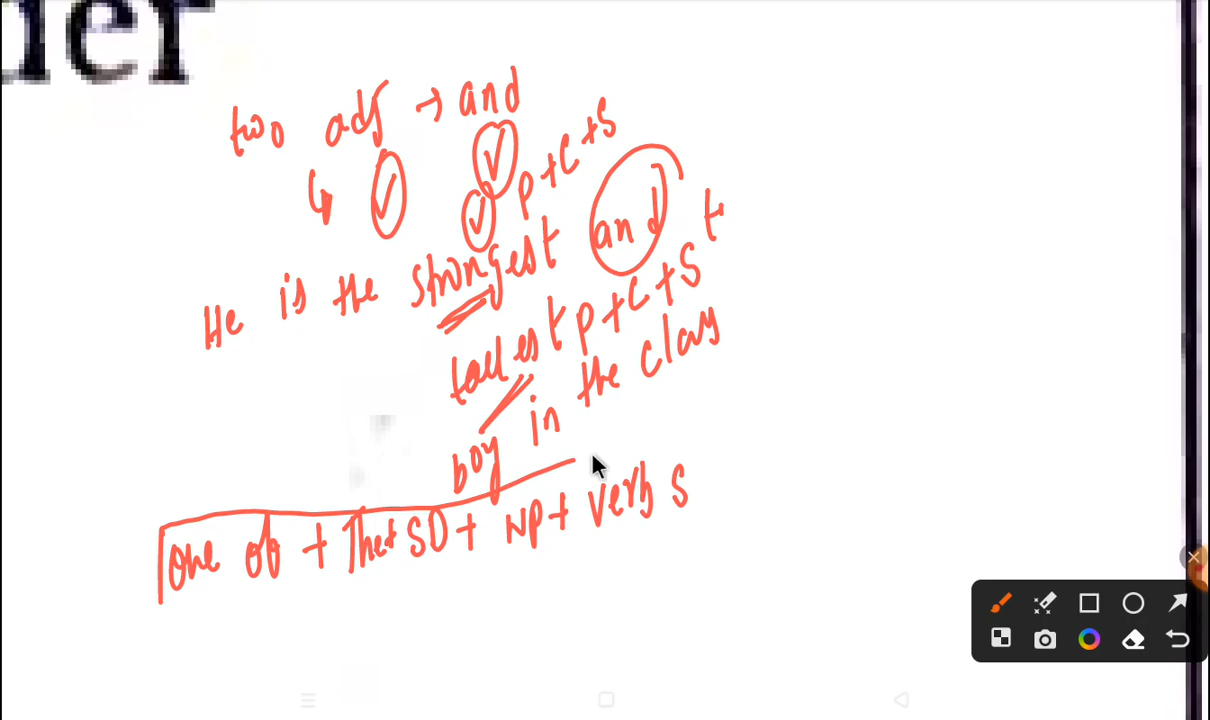 ier
two adj → and
P+C+S
He is the strongest and t
tallest P+C+S
boy in the class
one of + The + SD + NP + verb S